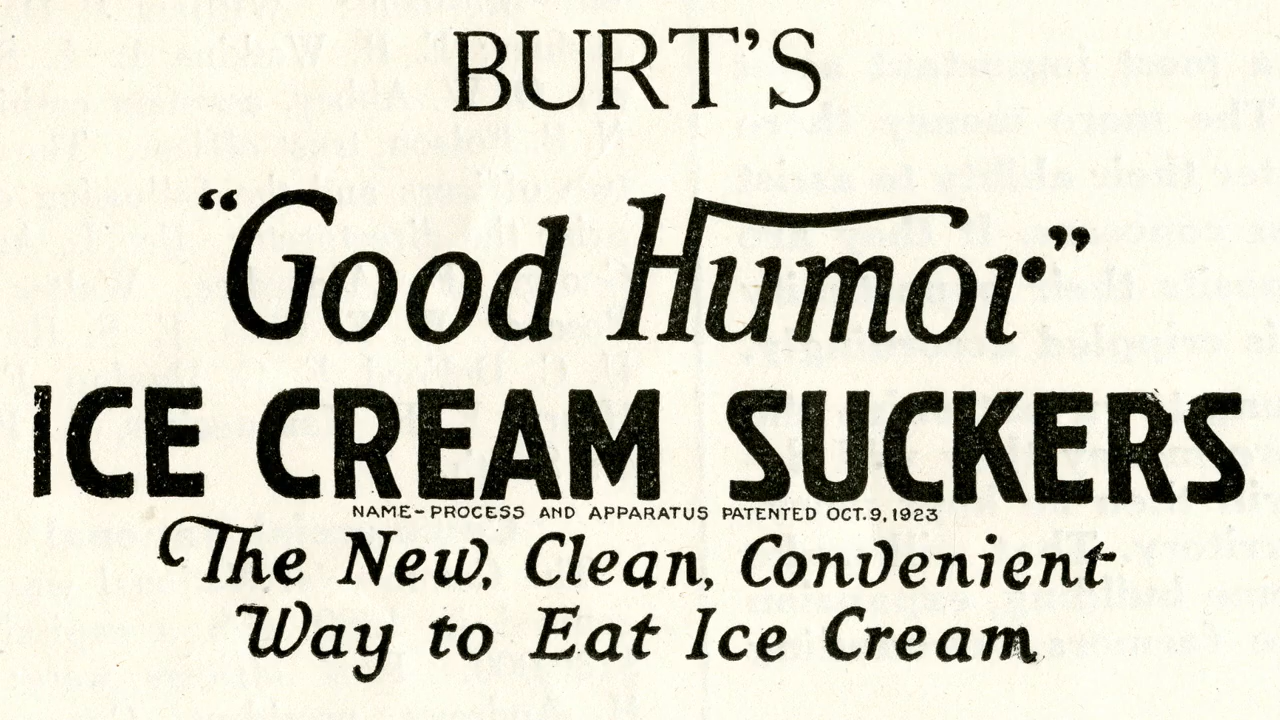 BURT'S
“Good Humor”
ICE CREAM SUCKERS
NAME-PROCESS AND APPARATUS PATENTED OCT.9,1923
The New, Clean, Convenient
Way to Eat Ice Cream